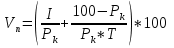 V_n = (I/P_k + (100 − P_k)/(P_k * T)) * 100